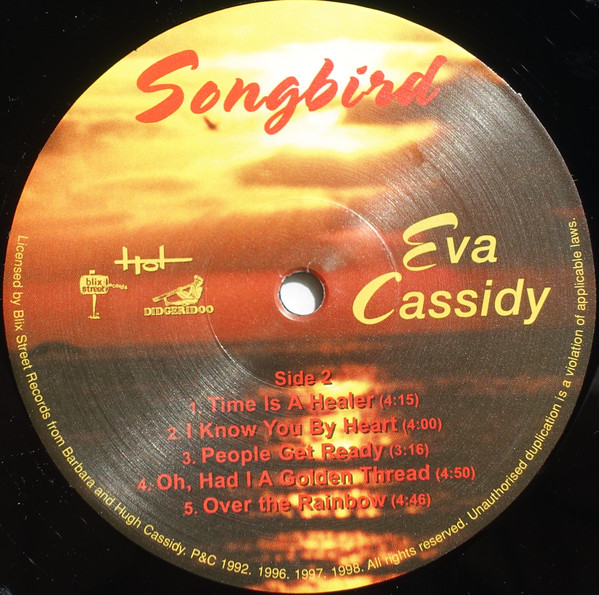 Songbird
Eva
Cassidy
Hot
blix
street
records
DIDGERIDOO
Side 2
1. Time Is A Healer (4:15)
2. I Know You By Heart (4:00)
3. People Get Ready (3:16)
4. Oh, Had I A Golden Thread (4:50)
5. Over the Rainbow (4:46)
Licensed by Blix Street Records from Barbara and Hugh Cassidy. P&C 1992. 1996. 1997. 1998. All rights reserved. Unauthorised duplication is a violation of applicable laws.